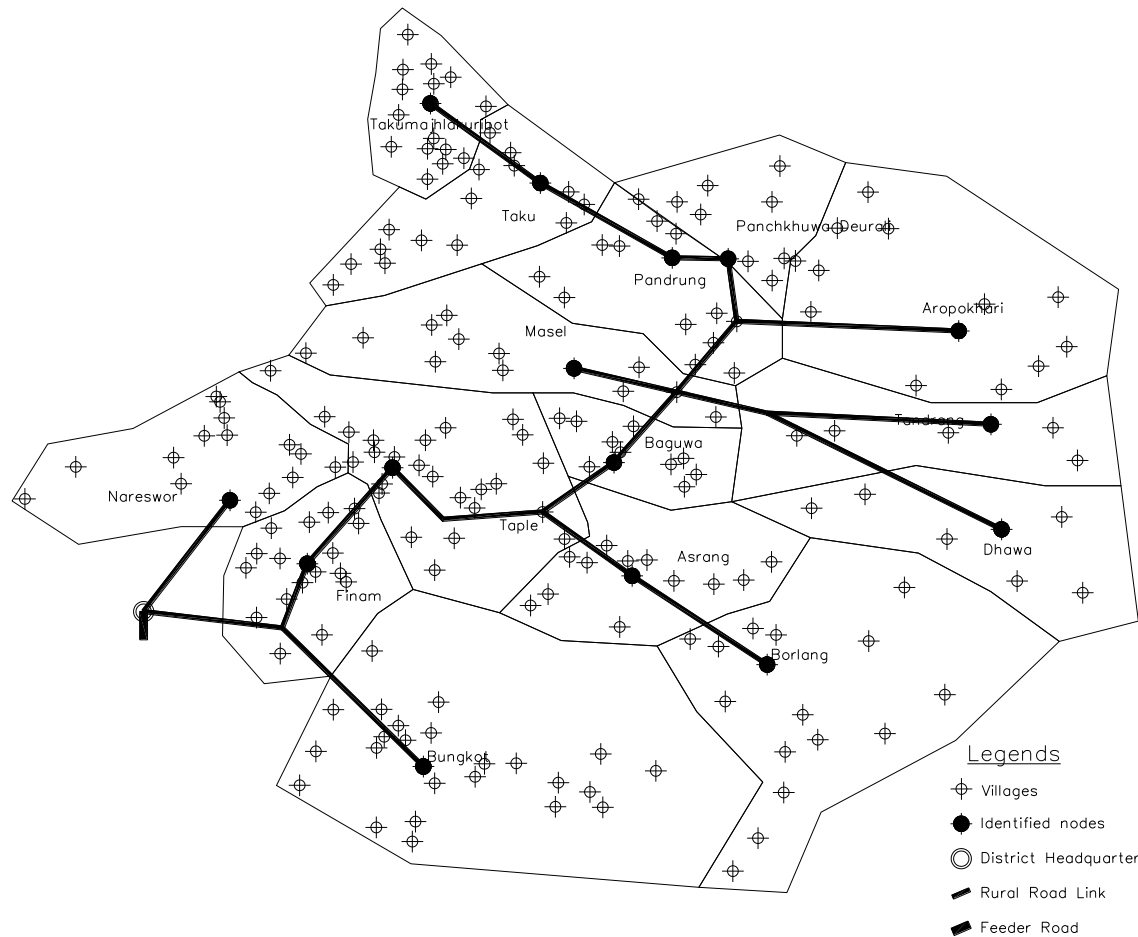 Takumajhlakuribot
Taku
Panchkhuwa Deurali
Pandrung
Aropokhari
Masel
Tandrang
Baguwa
Nareswor
Taple
Dhawa
Asrang
Finam
Borlang
Bungkot
Legends
Villages
Identified nodes
District Headquarter
Rural Road Link
Feeder Road